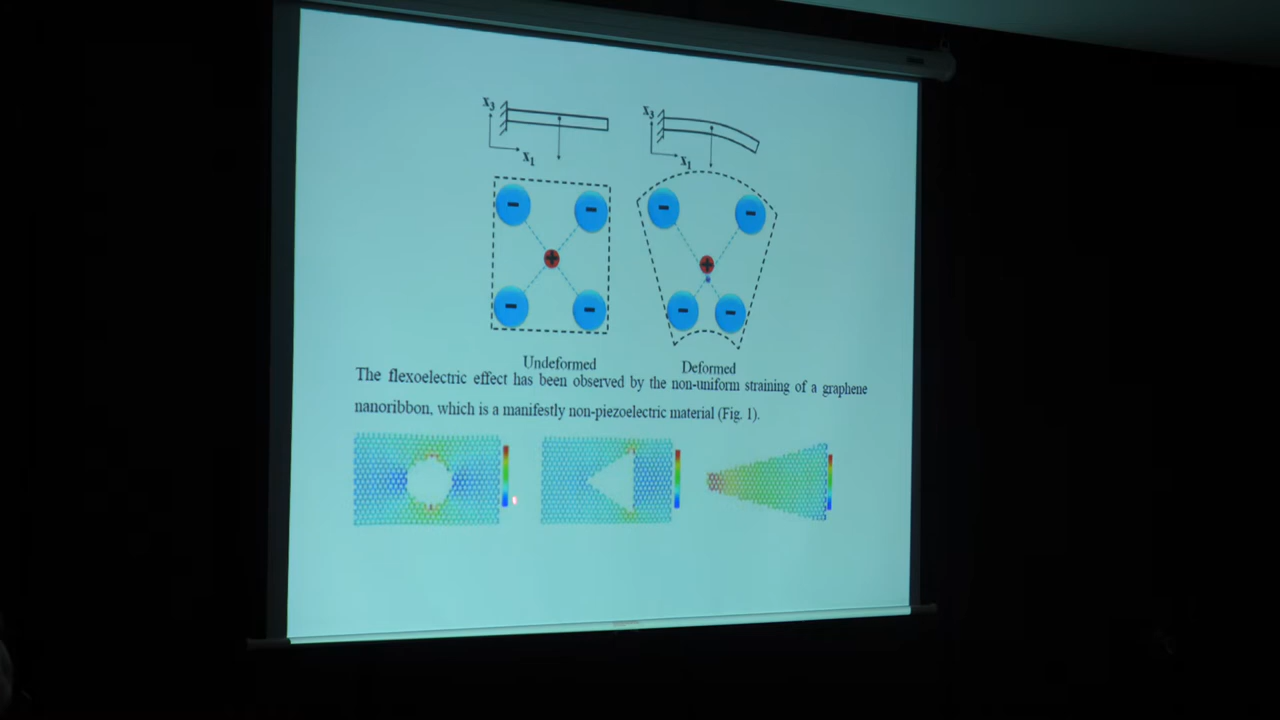 X3
X1
X3
X1
- -
+
- -
- -
+
- -
Undeformed
Deformed
The flexoelectric effect has been observed by the non-uniform straining of a graphene
nanoribbon, which is a manifestly non-piezoelectric material (Fig. 1).